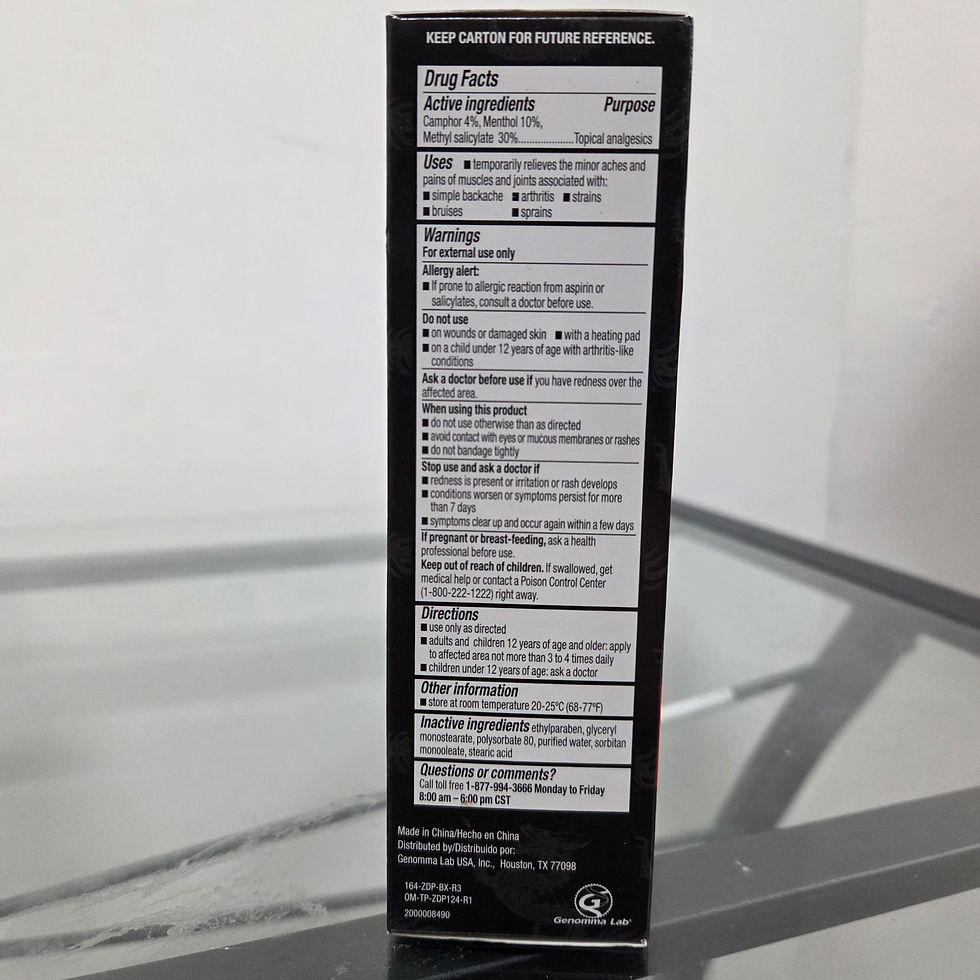 KEEP CARTON FOR FUTURE REFERENCE.
Drug Facts
Active ingredients Purpose
Camphor 4%, Menthol 10%,
Methyl salicylate 30%....................Topical analgesics
Uses ■ temporarily relieves the minor aches and
pains of muscles and joints associated with:
■ simple backache ■ arthritis ■ strains
■ bruises ■ sprains
Warnings
For external use only
Allergy alert:
■ If prone to allergic reaction from aspirin or
salicylates, consult a doctor before use.
Do not use
■ on wounds or damaged skin ■ with a heating pad
■ on a child under 12 years of age with arthritis-like
conditions
Ask a doctor before use if you have redness over the
affected area.
When using this product
■ do not use otherwise than as directed
■ avoid contact with eyes or mucous membranes or rashes
■ do not bandage tightly
Stop use and ask a doctor if
■ redness is present or irritation or rash develops
■ conditions worsen or symptoms persist for more
than 7 days
■ symptoms clear up and occur again within a few days
If pregnant or breast-feeding, ask a health
professional before use.
Keep out of reach of children. If swallowed, get
medical help or contact a Poison Control Center
(1-800-222-1222) right away.
Directions
■ use only as directed
■ adults and children 12 years of age and older: apply
to affected area not more than 3 to 4 times daily
■ children under 12 years of age: ask a doctor
Other information
■ store at room temperature 20-25°C (68-77°F)
Inactive ingredients ethylparaben, glyceryl
monostearate, polysorbate 80, purified water, sorbitan
monooleate, stearic acid
Questions or comments?
Call toll free 1-877-994-3666 Monday to Friday
8:00 am – 6:00 pm CST
Made in China/Hecho en China
Distributed by/Distribuido por:
Genomma Lab USA, Inc., Houston, TX 77098
164-ZDP-BX-R3
OM-TP-ZDP124-R1
2000008490
G
Genomma Lab®